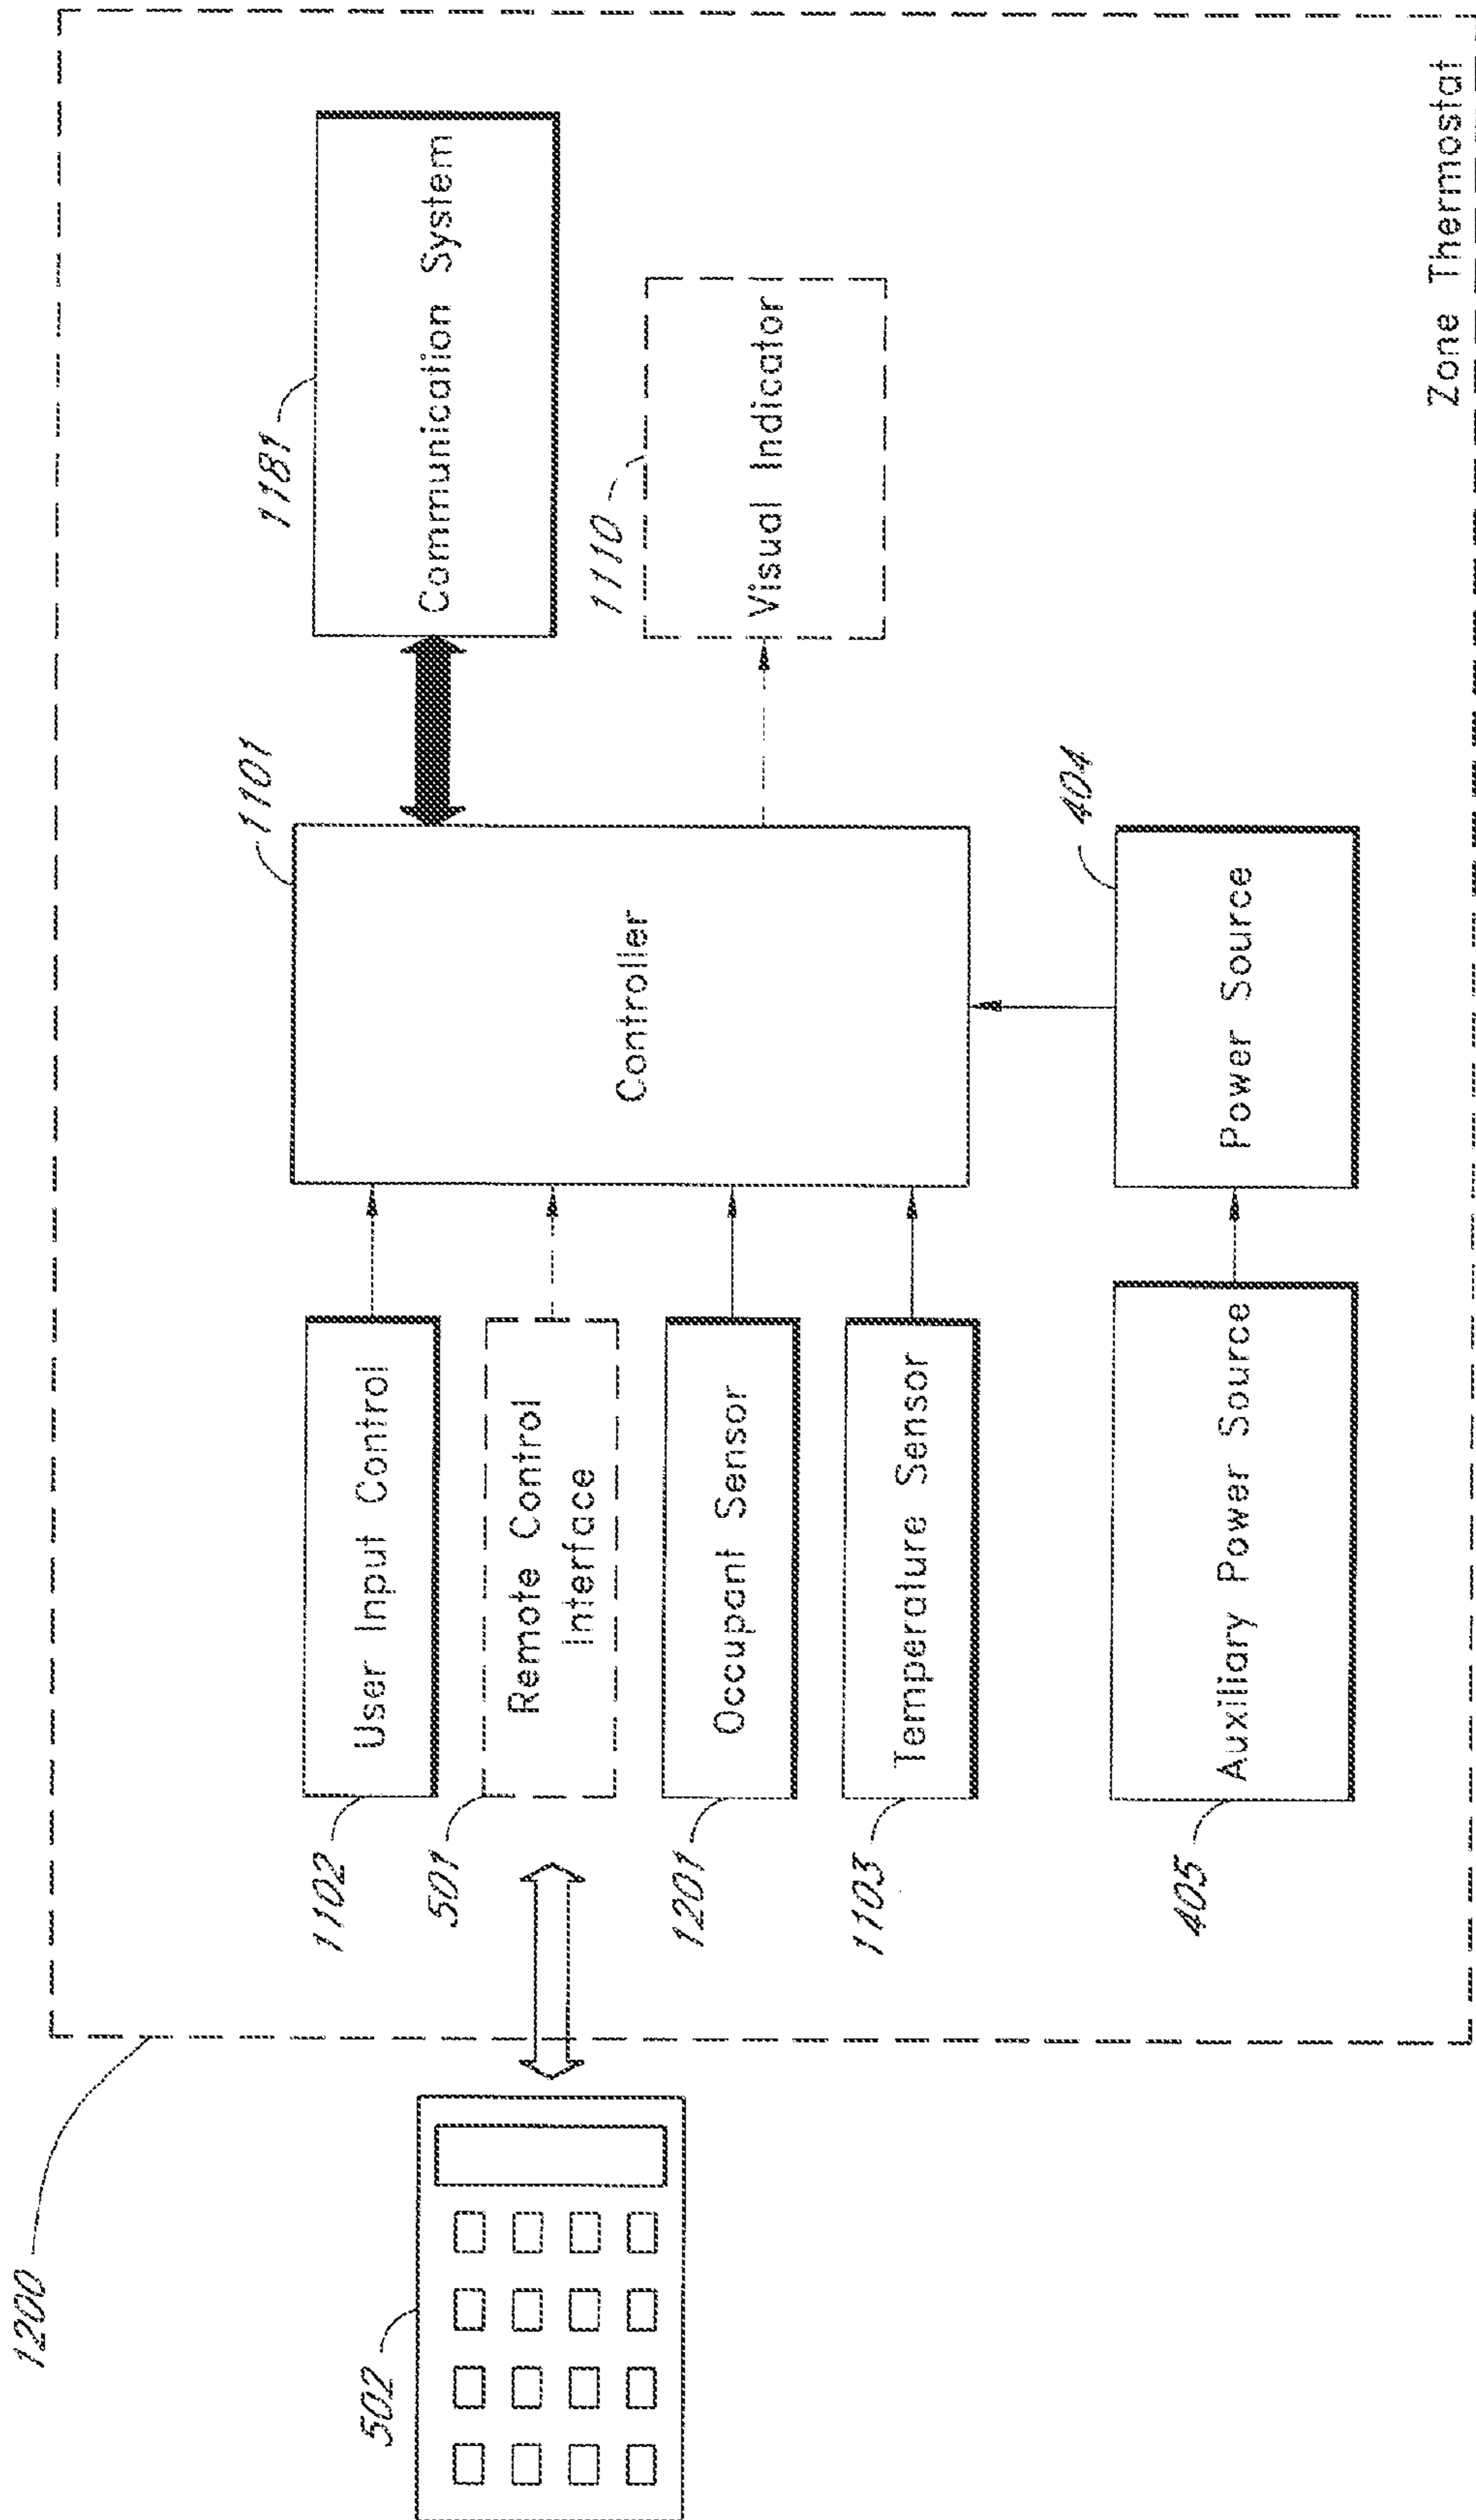 1200
502
1102
User Input Control
501
Remote Control
Interface
1201
Occupant Sensor
1103
Temperature Sensor
405
Auxiliary Power Source
1101
Controller
404
Power Source
1181
Communication System
1110
Visual Indicator
Zone Thermostat